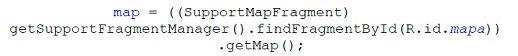 map = ((SupportMapFragment)
getSupportFragmentManager().findFragmentById(R.id.mapa))
.getMap();